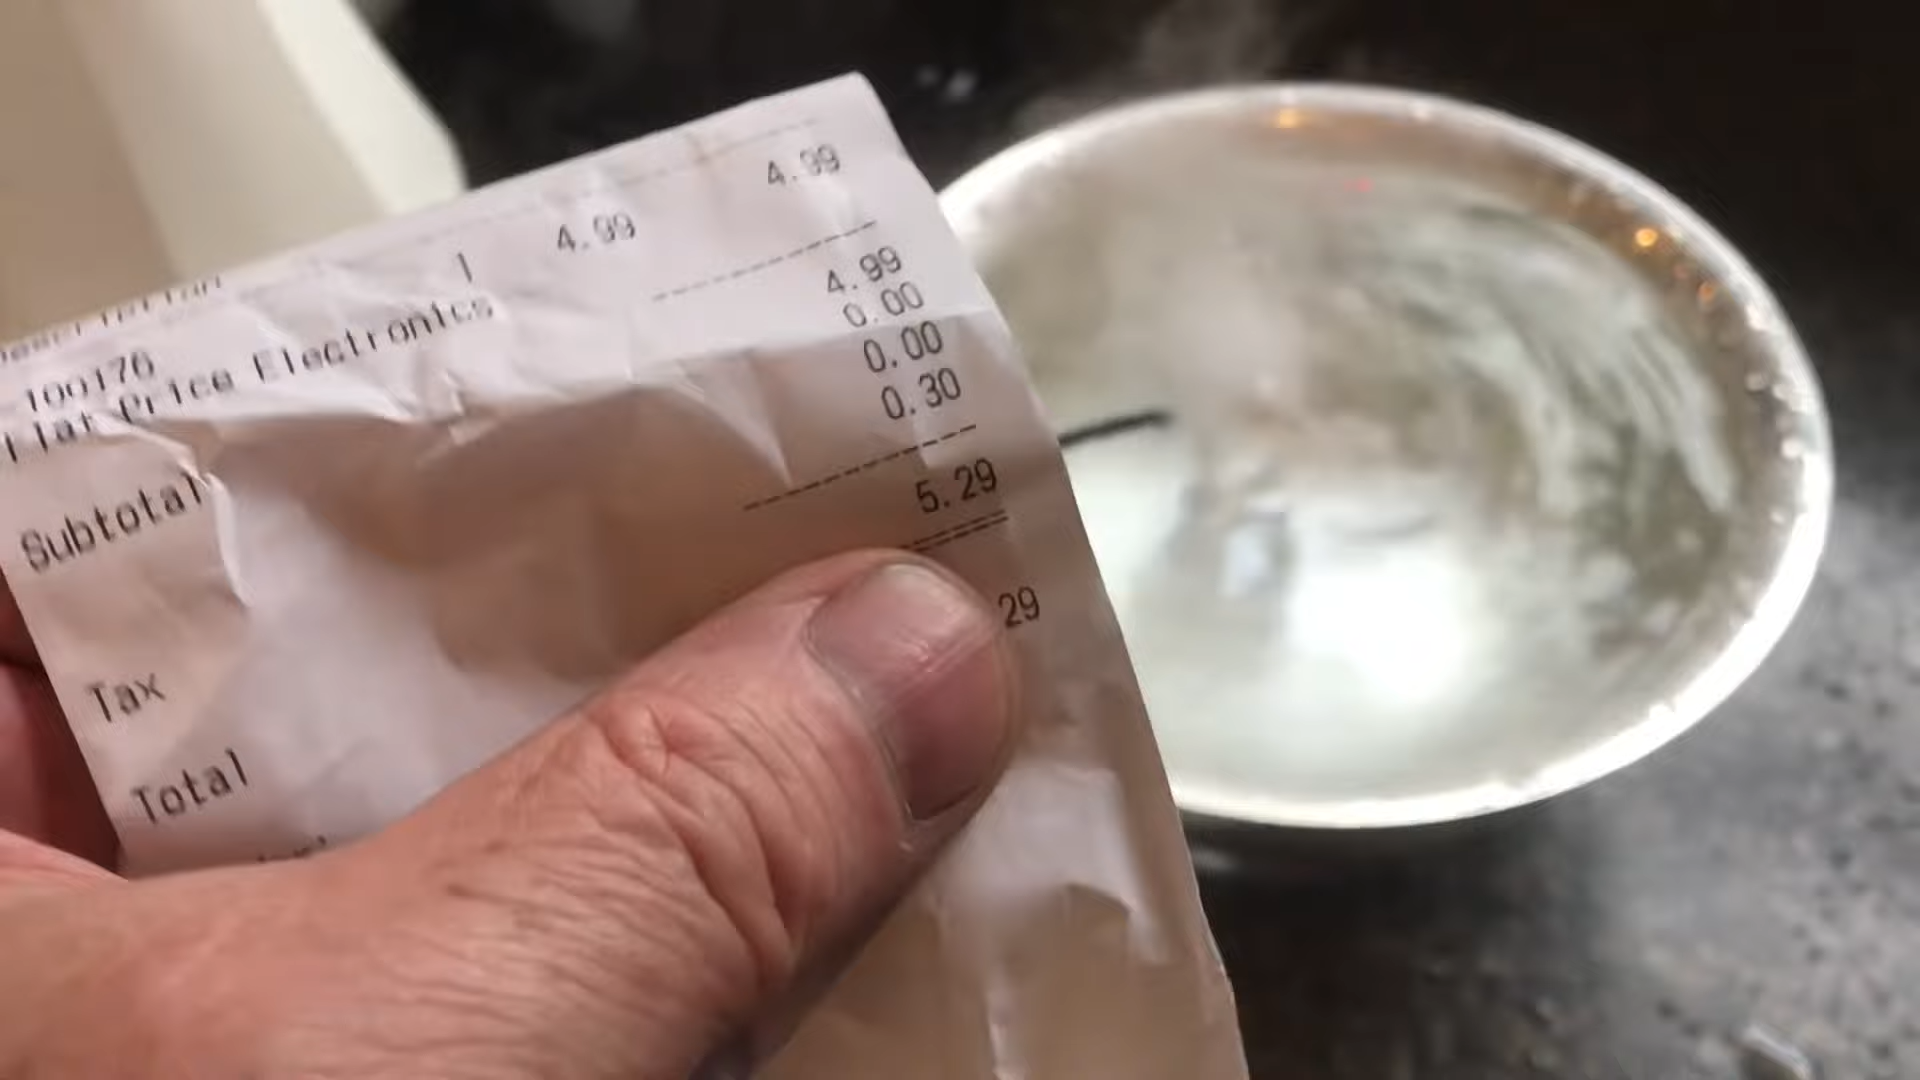 4.99
1 4.99
100176
Flat Price Electronics
4.99
0.00
0.00
0.30
Subtotal
5.29
29
Tax
Total